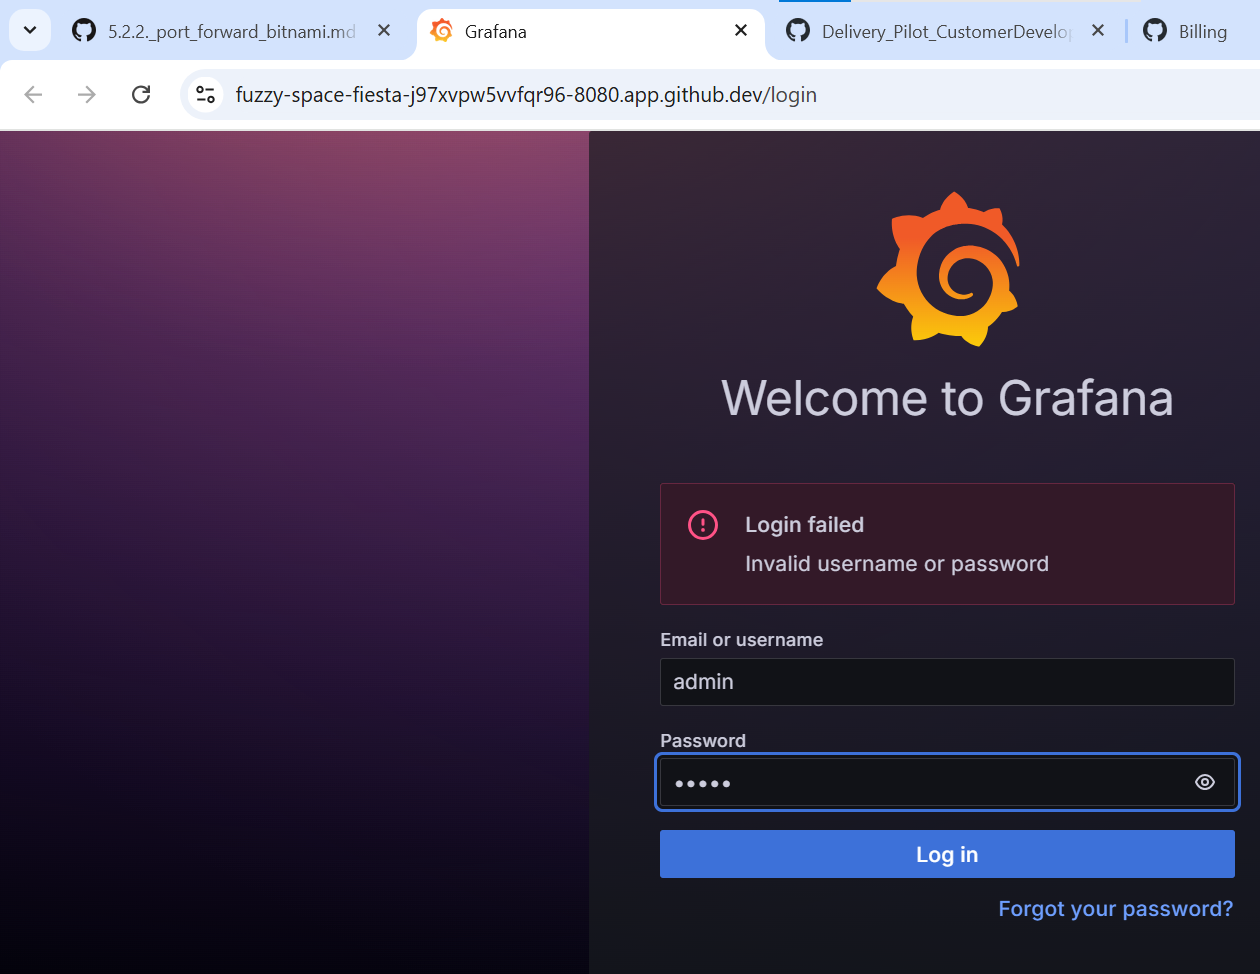 5.2.2._port_forward_bitnami.md
Grafana
Delivery_Pilot_CustomerDevelop
Billing
fuzzy-space-fiesta-j97xvpw5vvfqr96-8080.app.github.dev/login
Welcome to Grafana
Login failed
Invalid username or password
Email or username
admin
Password
•••••
Log in
Forgot your password?